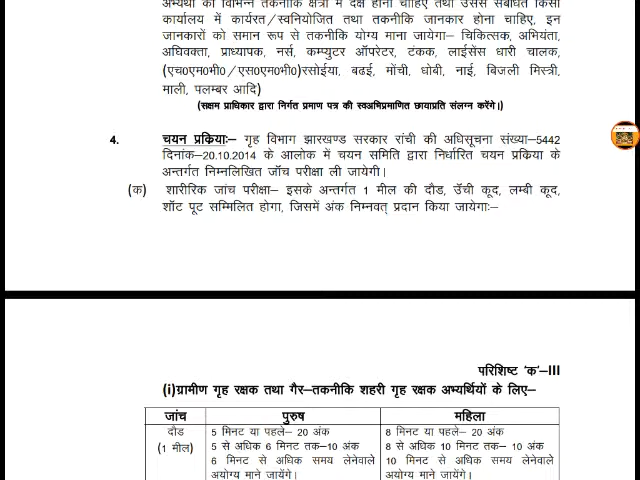 अभ्यर्थी को विभिन्न तकनीकि क्षेत्रों में दक्ष होना चाहिए तथा उससे संबंधित किसी
कार्यालय में कार्यरत/स्वनियोजित तथा तकनीकि जानकार होना चाहिए, इन
जानकारों को समान रूप से तकनीकि योग्य माना जायेगा– चिकित्सक, अभियंता,
अधिवक्ता, प्राध्यापक, नर्स, कम्प्युटर ऑपरेटर, टंकक, लाईसेंस धारी चालक,
(एच0एम0भी0/एस0एम0भी0)रसोईया, बढई, मोंची, धोबी, नाई, बिजली मिस्त्री,
माली, पलम्बर आदि)
(सक्षम प्राधिकार द्वारा निर्गत प्रमाण पत्र की स्वअभिप्रमाणित छायाप्रति संलग्न करेंगे।)
4. चयन प्रक्रिया:– गृह विभाग झारखण्ड सरकार रांची की अधिसूचना संख्या–5442
दिनांक–20.10.2014 के आलोक में चयन समिति द्वारा निर्धारित चयन प्रक्रिया के
अन्तर्गत निम्नलिखित जॉंच परीक्षा ली जायेगी।
(क) शारीरिक जांच परीक्षा– इसके अन्तर्गत 1 मील की दौड, उँची कूद, लम्बी कूद,
शॉट पूट सम्मिलित होगा, जिसमें अंक निम्नवत् प्रदान किया जायेगाः–
परिशिष्ट 'क'–III
(i)ग्रामीण गृह रक्षक तथा गैर–तकनीकि शहरी गृह रक्षक अभ्यर्थियों के लिए–
जांच पुरुष महिला
दौड 5 मिनट या पहले– 20 अंक 8 मिनट या पहले– 20 अंक
(1 मील) 5 से अधिक 6 मिनट तक–10 अंक 8 से अधिक 10 मिनट तक– 10 अंक
6 मिनट से अधिक समय लेनेवाले 10 मिनट से अधिक समय लेनेवाले
अयोग्य माने जायेंगे। अयोग्य माने जायेंगे।